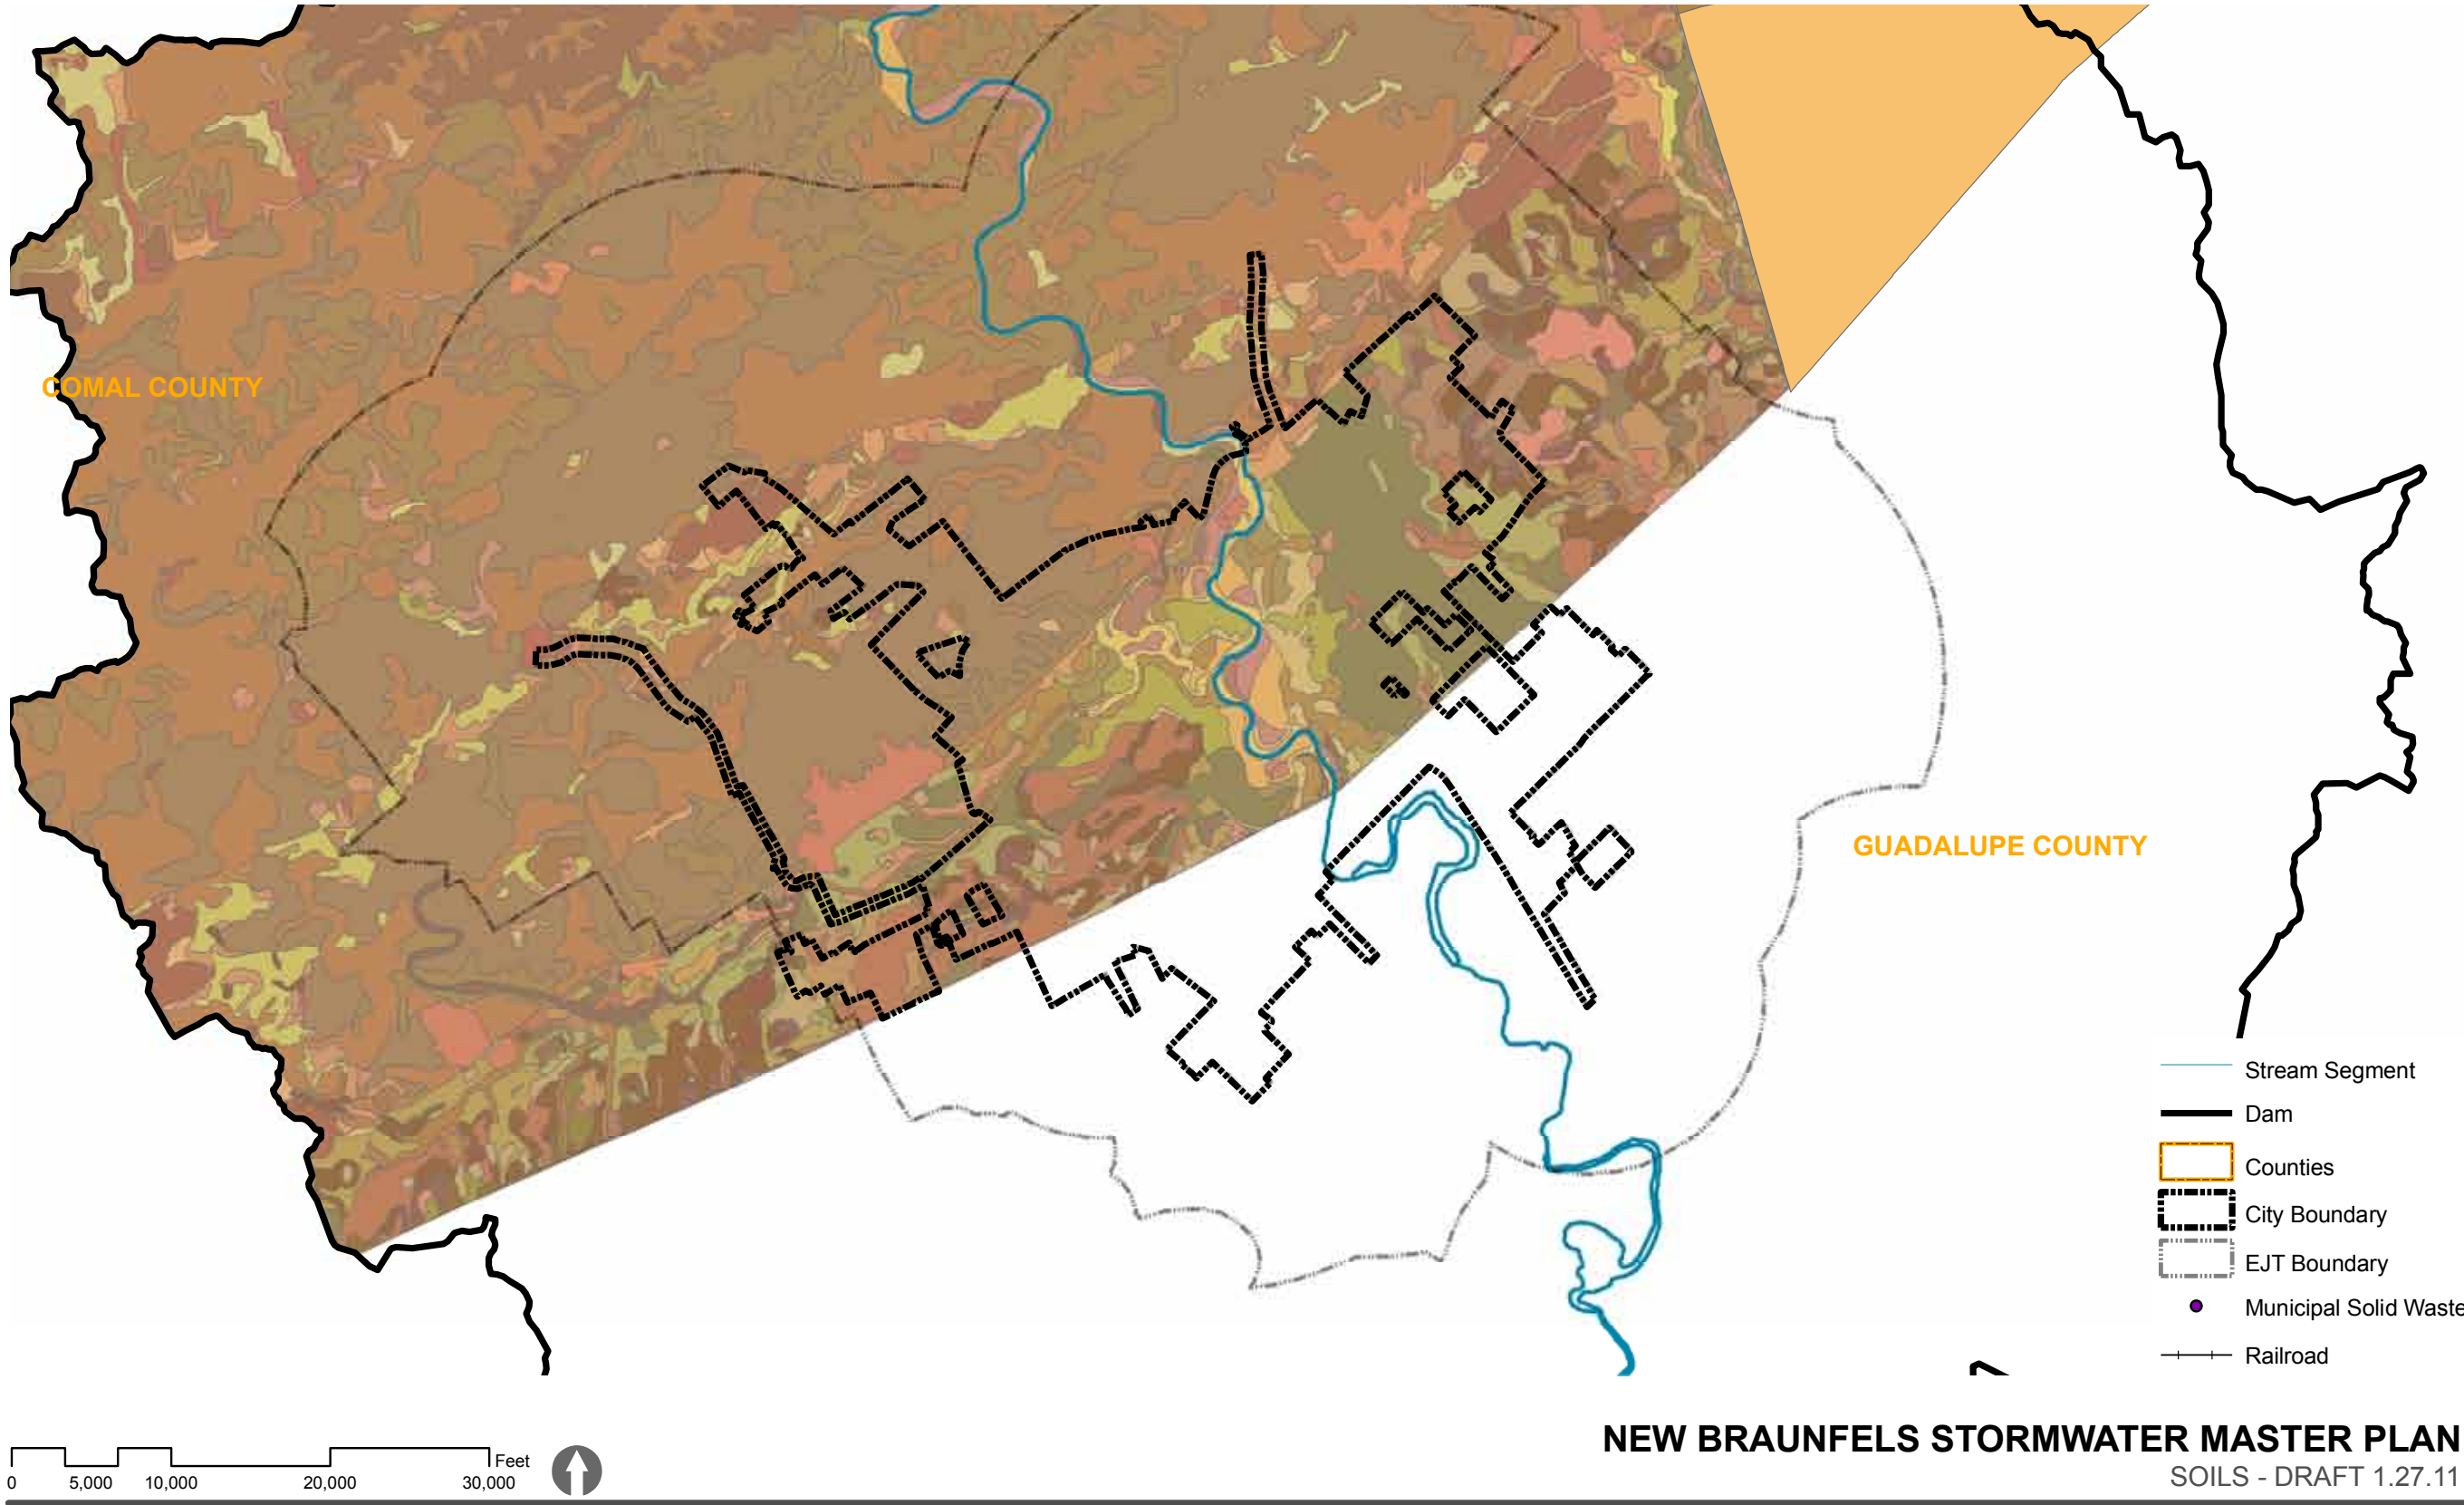 COMAL COUNTY
GUADALUPE COUNTY
Stream Segment
Dam
Counties
City Boundary
EJT Boundary
Municipal Solid Waste
Railroad
Feet
0 5,000 10,000 20,000 30,000
NEW BRAUNFELS STORMWATER MASTER PLAN
SOILS - DRAFT 1.27.11